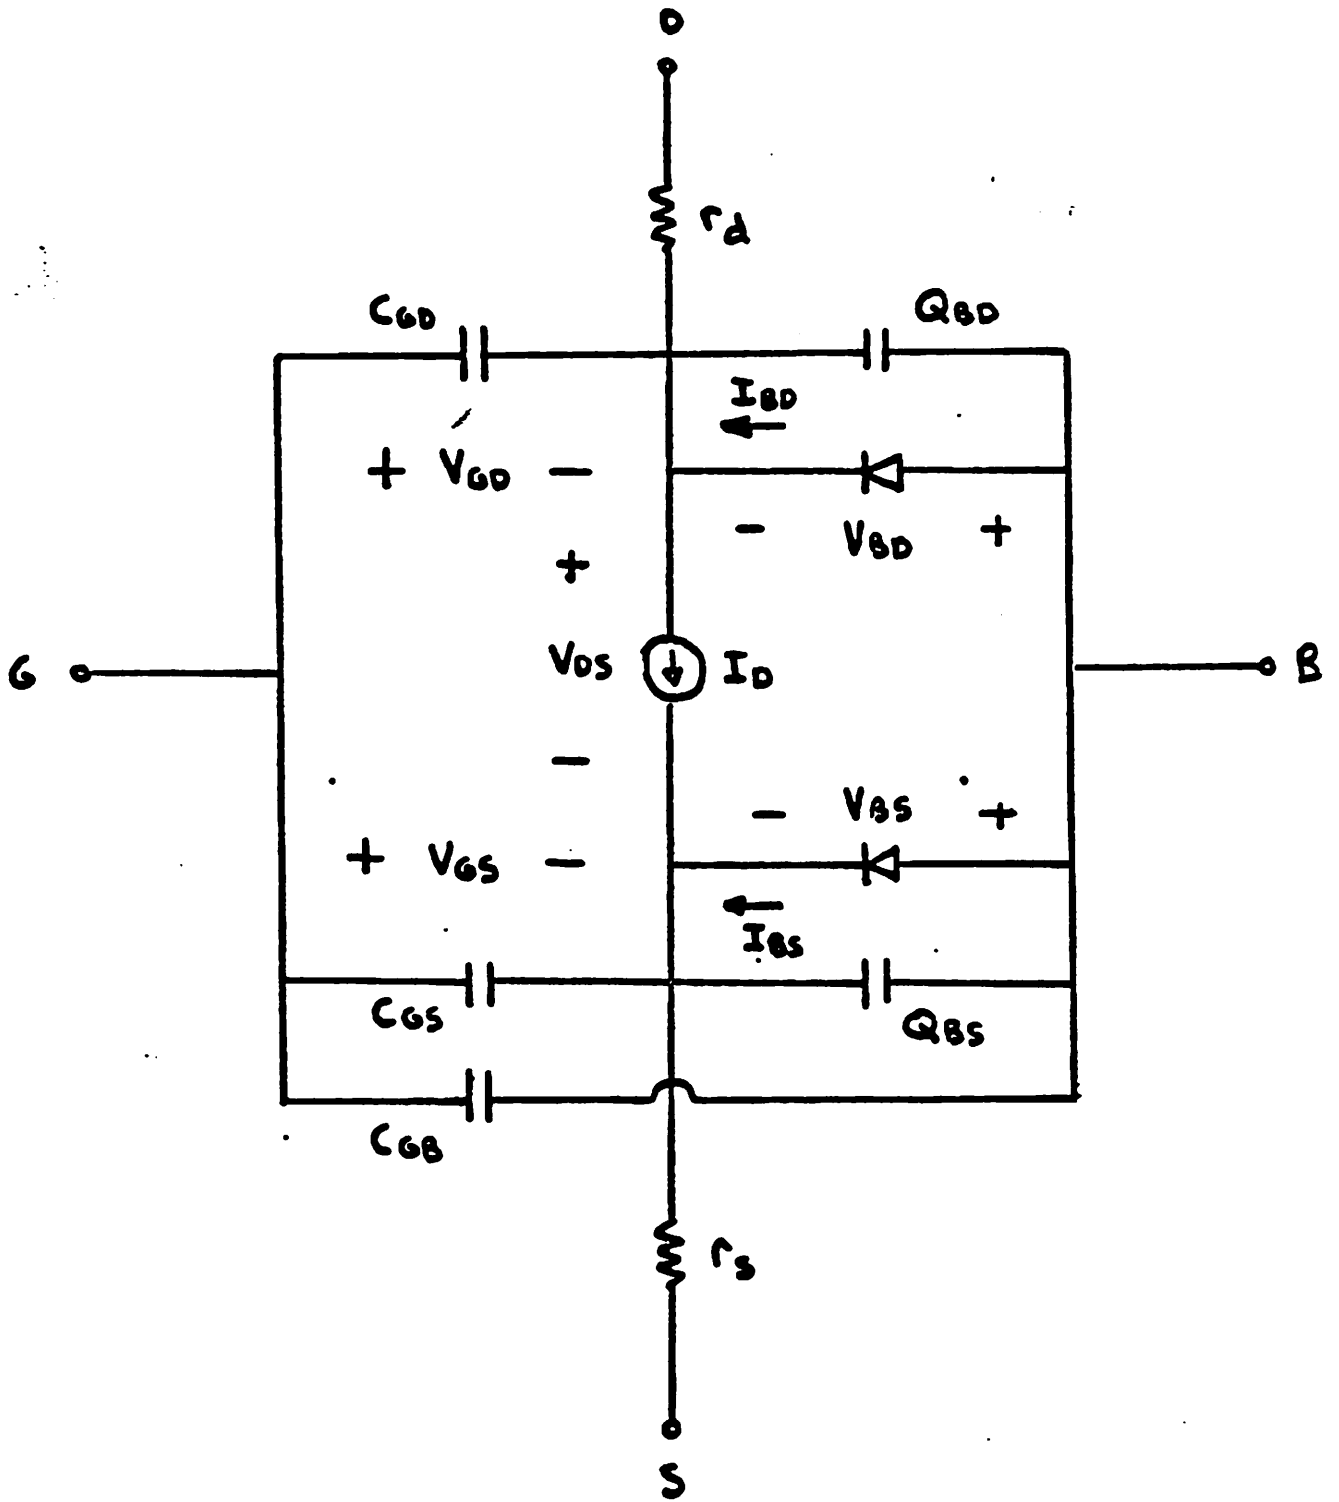 D
rd
CGD
QBD
IBD
+ VGD −
− VBD +
+
G
VDS
ID
B
−
− VBS +
+ VGS −
IBS
CGS
QBS
CGB
rs
S